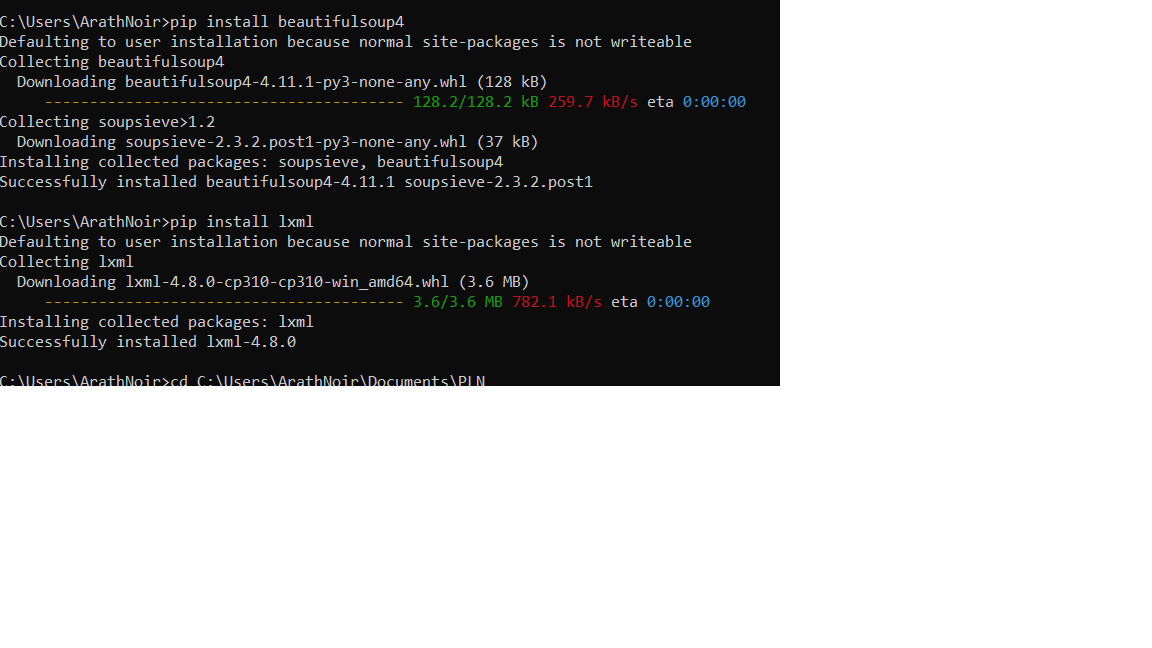 C:\Users\ArathNoir>pip install beautifulsoup4
Defaulting to user installation because normal site-packages is not writeable
Collecting beautifulsoup4
  Downloading beautifulsoup4-4.11.1-py3-none-any.whl (128 kB)
     ---------------------------------------- 128.2/128.2 kB 259.7 kB/s eta 0:00:00
Collecting soupsieve>1.2
  Downloading soupsieve-2.3.2.post1-py3-none-any.whl (37 kB)
Installing collected packages: soupsieve, beautifulsoup4
Successfully installed beautifulsoup4-4.11.1 soupsieve-2.3.2.post1
C:\Users\ArathNoir>pip install lxml
Defaulting to user installation because normal site-packages is not writeable
Collecting lxml
  Downloading lxml-4.8.0-cp310-cp310-win_amd64.whl (3.6 MB)
     ---------------------------------------- 3.6/3.6 MB 782.1 kB/s eta 0:00:00
Installing collected packages: lxml
Successfully installed lxml-4.8.0
C:\Users\ArathNoir>cd C:\Users\ArathNoir\Documents\PLN